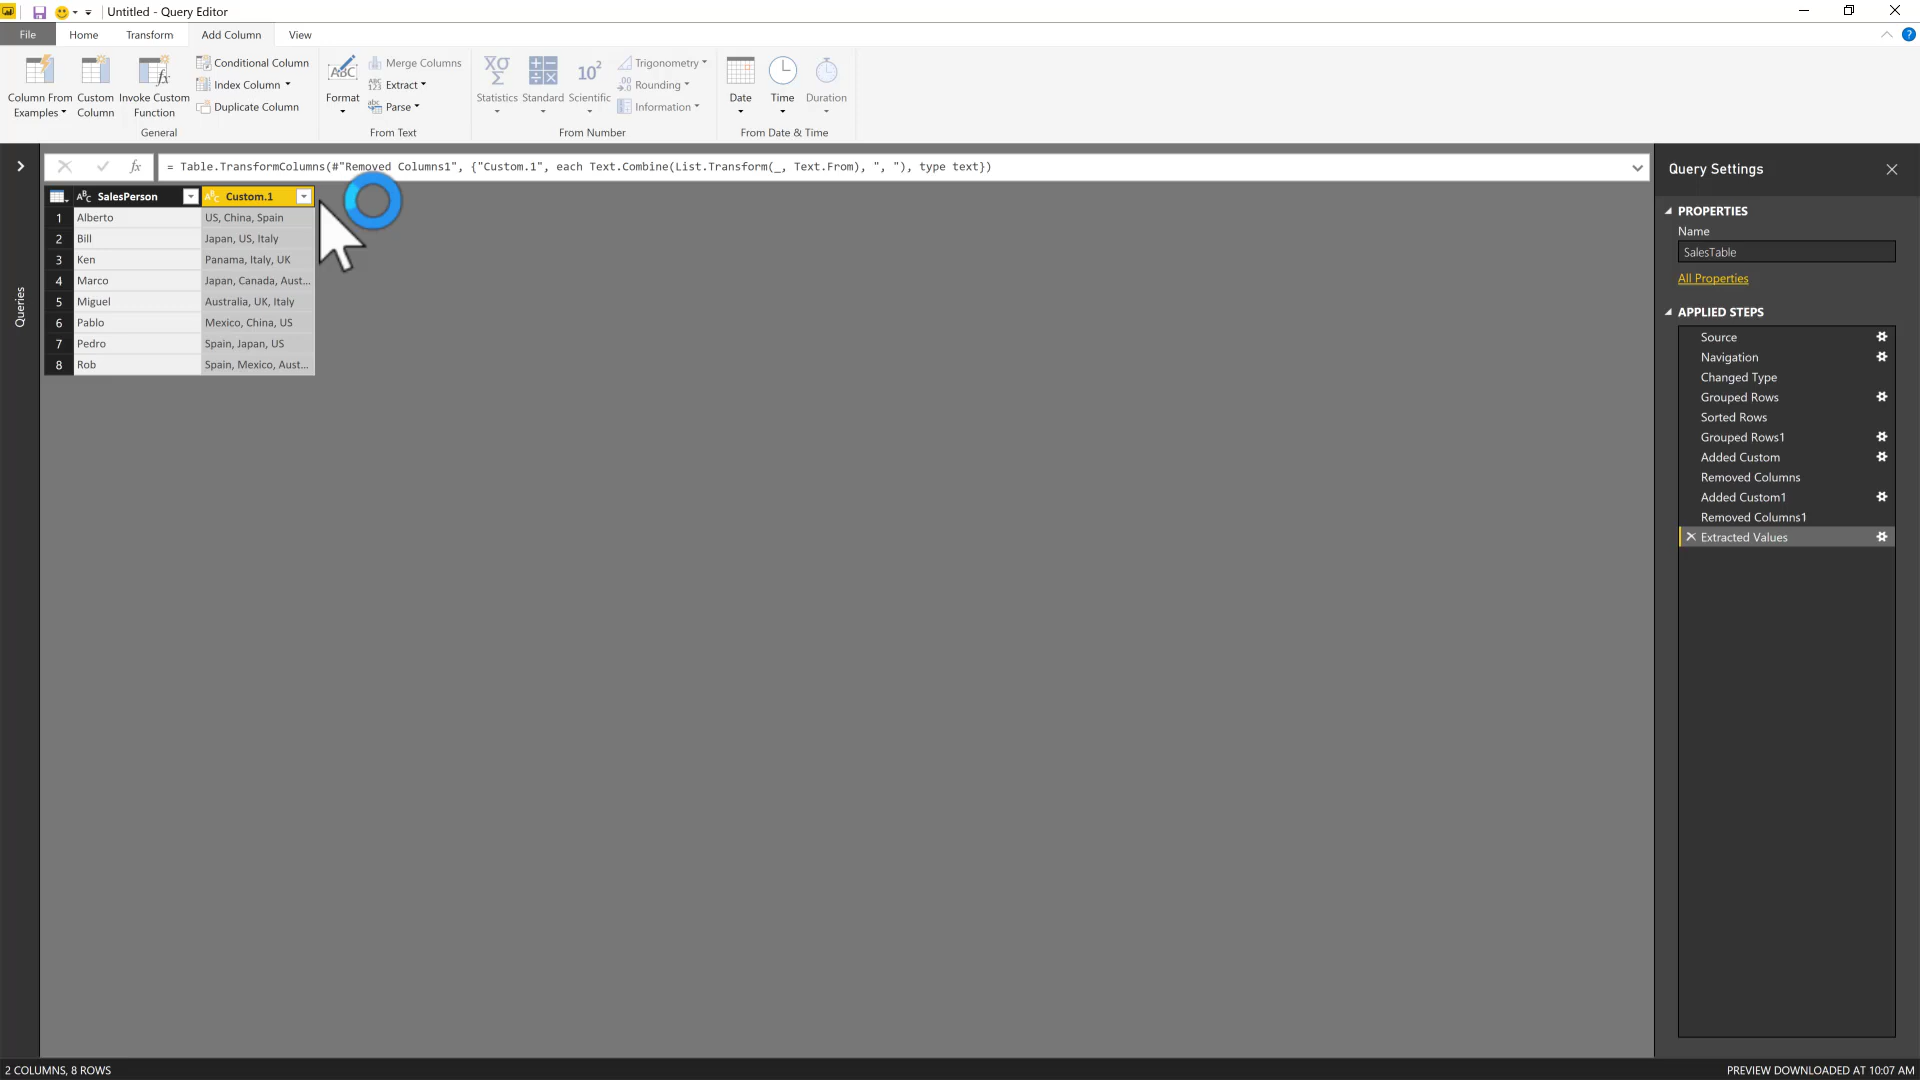 Untitled - Query Editor
File
Home
Transform
Add Column
View
?
Column From
Examples
Custom
Column
Invoke Custom
Function
Conditional Column
Index Column
Duplicate Column
General
ABC
Format
Merge Columns
Extract
Parse
From Text
Statistics
Standard
10²
Scientific
Trigonometry
Rounding
Information
From Number
Date
Time
Duration
From Date & Time
fx
= Table.TransformColumns(#"Removed Columns1", {"Custom.1", each Text.Combine(List.Transform(_, Text.From), ", "), type text})
SalesPerson Custom.1
1 Alberto US, China, Spain
2 Bill Japan, US, Italy
3 Ken Panama, Italy, UK
4 Marco Japan, Canada, Aust...
5 Miguel Australia, UK, Italy
6 Pablo Mexico, China, US
7 Pedro Spain, Japan, US
8 Rob Spain, Mexico, Aust...
Queries
Query Settings
PROPERTIES
Name
SalesTable
All Properties
APPLIED STEPS
Source
Navigation
Changed Type
Grouped Rows
Sorted Rows
Grouped Rows1
Added Custom
Removed Columns
Added Custom1
Removed Columns1
Extracted Values
2 COLUMNS, 8 ROWS
PREVIEW DOWNLOADED AT 10:07 AM